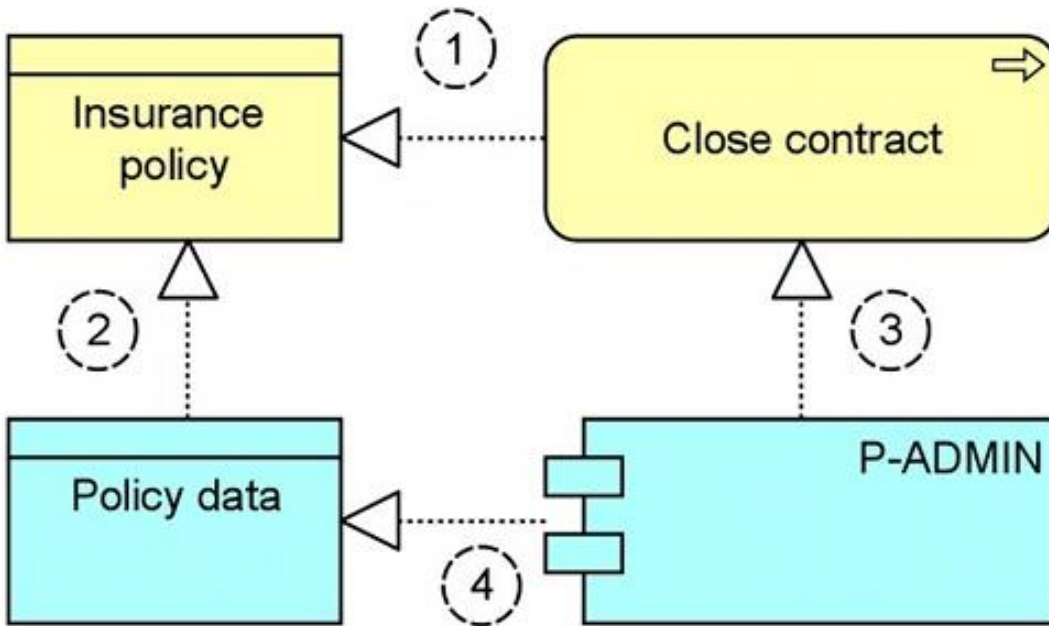 1
Insurance
policy
Close contract
2
3
Policy data
P-ADMIN
4